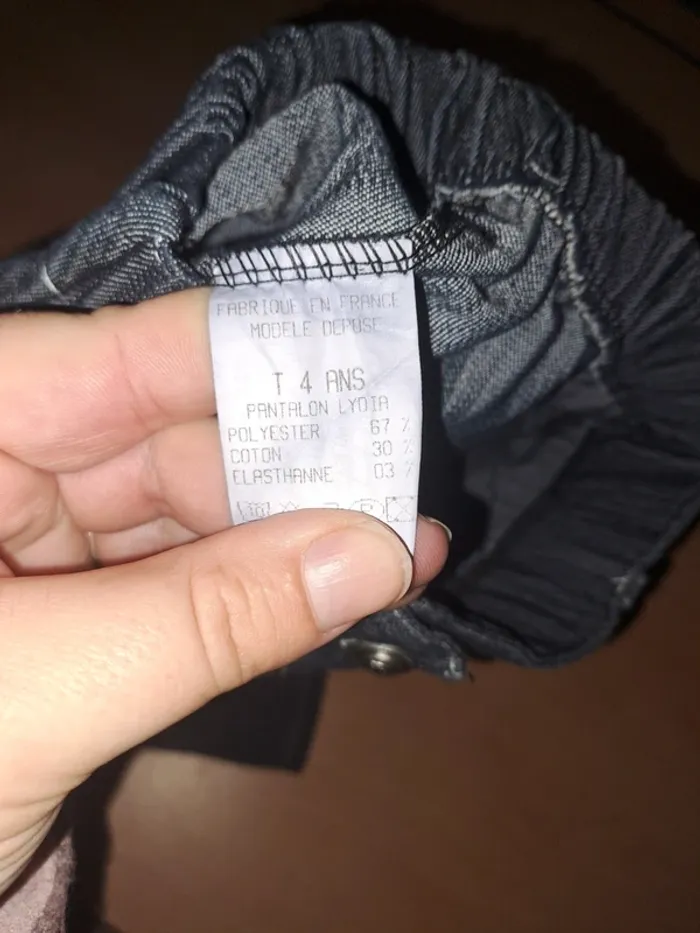 FABRIQUE EN FRANCE
MODELE DEPOSE
T 4 ANS
PANTALON LYDIA
POLYESTER 67 %
COTON 30 %
ELASTHANNE 03 %